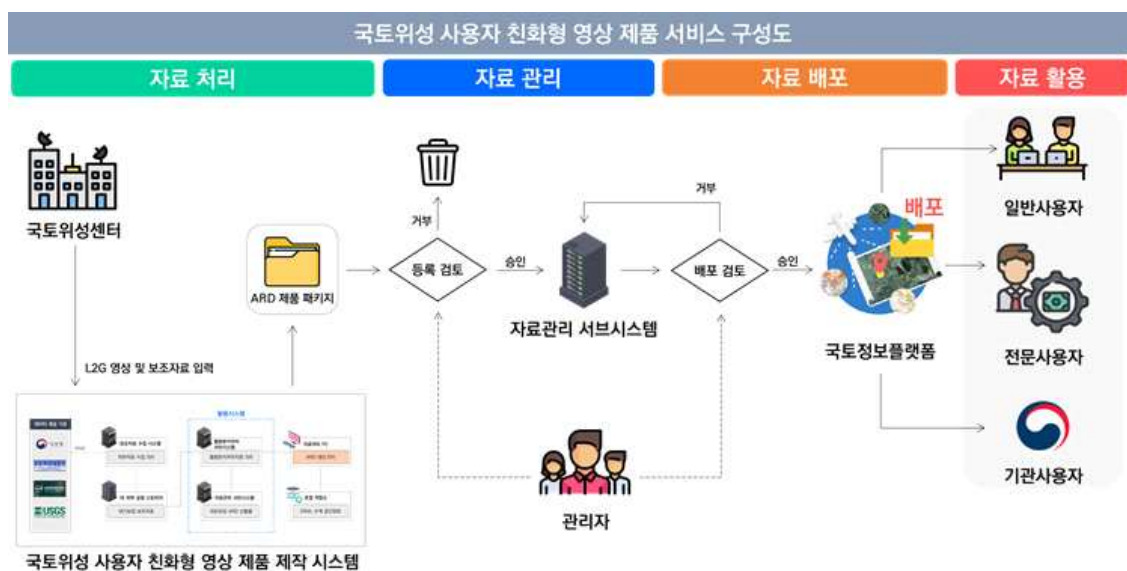 국토위성 사용자 친화형 영상 제품 서비스 구성도
자료 처리
자료 관리
자료 배포
자료 활용
국토위성센터
L2G 영상 및 보조자료 입력
국토위성 사용자 친화형 영상 제품 제작 시스템
USGS
ARD 제품 패키지
등록 검토
거부
승인
자료관리 서브시스템
배포 검토
거부
승인
관리자
배포
국토정보플랫폼
일반사용자
전문사용자
기관사용자